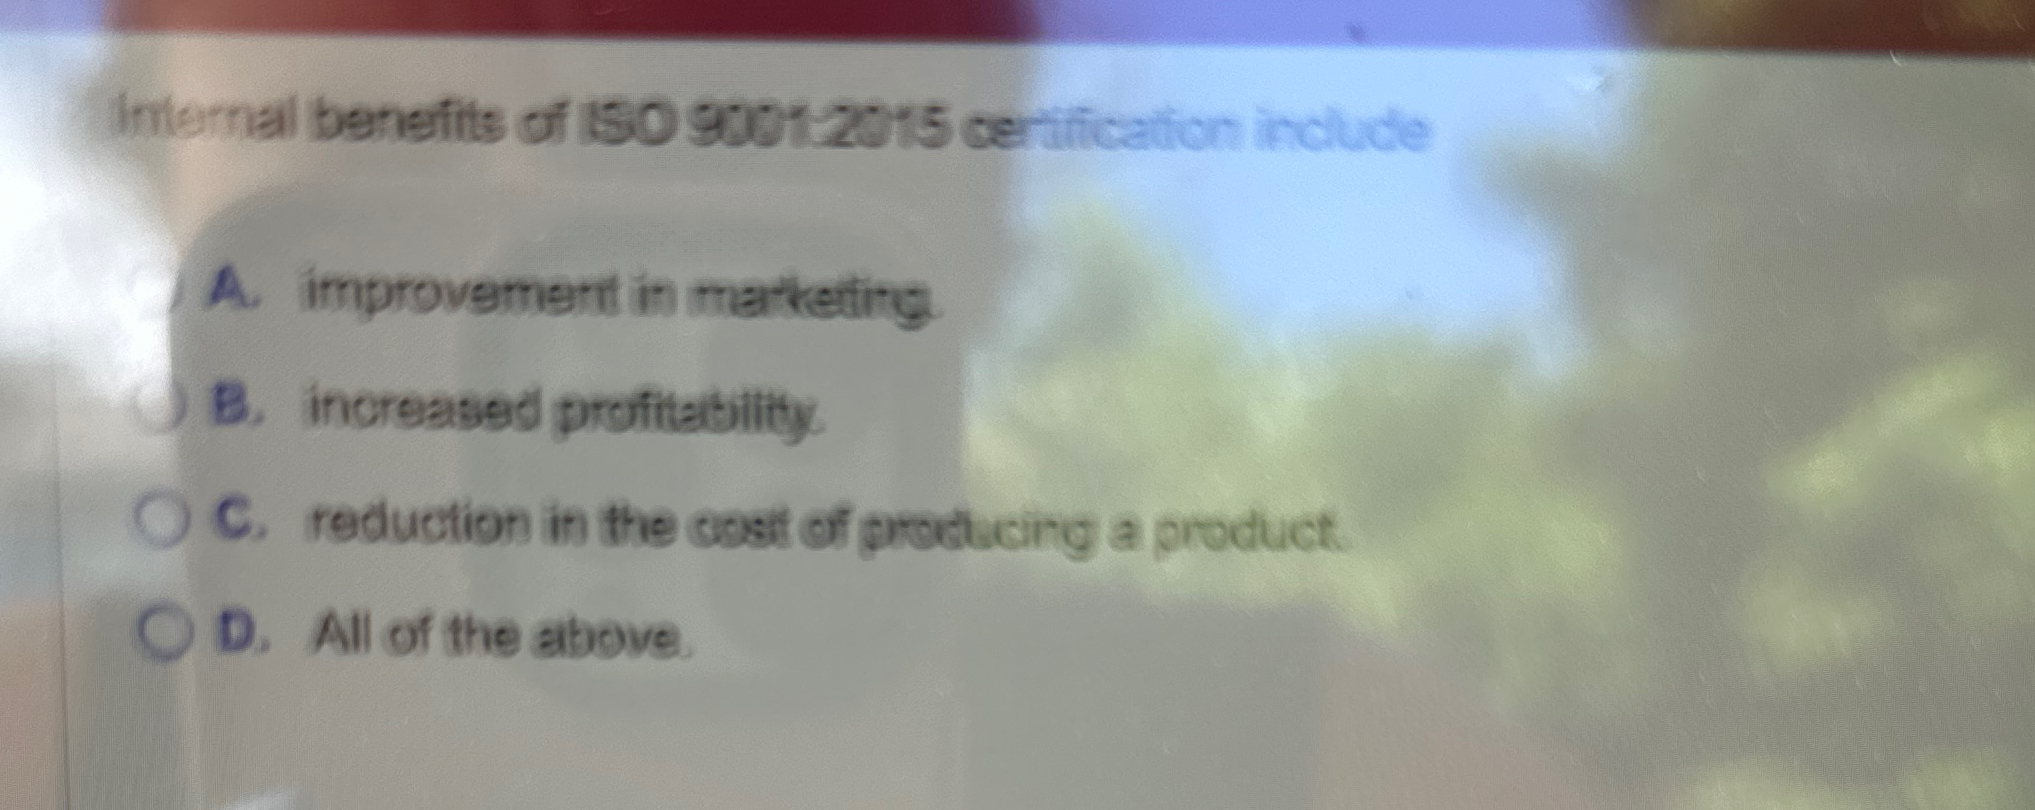 Internal benefits of ISO 9001:2015 certification include
A. improvement in marketing.
B. increased profitability.
C. reduction in the cost of producing a product.
D. All of the above.